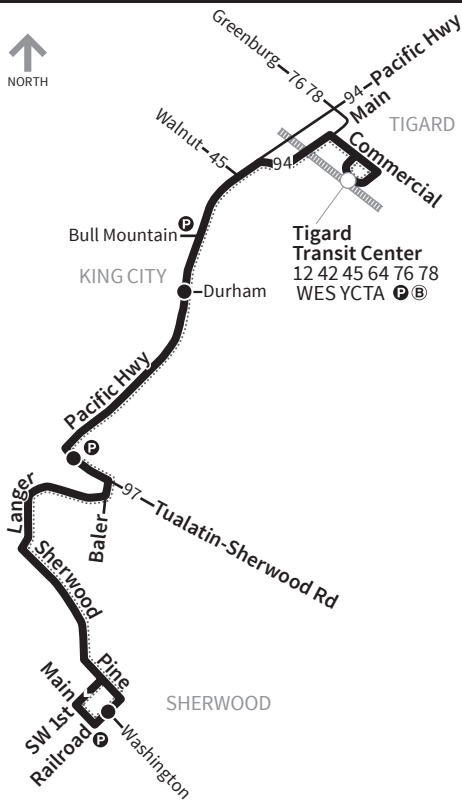 NORTH
Greenburg
76 78
94
Pacific Hwy
Main
TIGARD
Walnut
45
94
Commercial
P
Bull Mountain
Tigard
Transit Center
12 42 45 64 76 78
WES YCTA P B
KING CITY
Durham
Pacific Hwy
P
Langer
97
Tualatin-Sherwood Rd
Baler
Sherwood
Pine
Main
SW 1st
Railroad
P
SHERWOOD
Washington